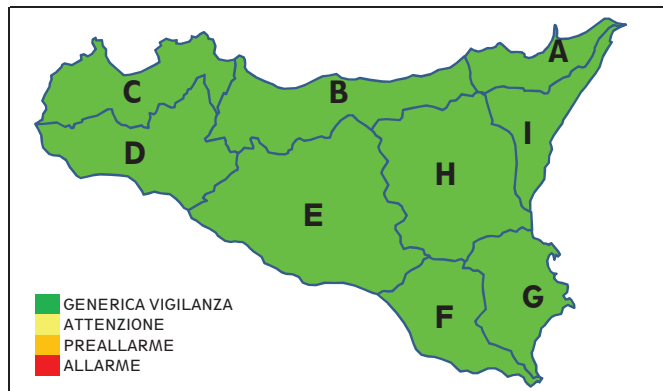 A
B
C
I
D
H
E
G
F
GENERICA VIGILANZA
ATTENZIONE
PREALLARME
ALLARME